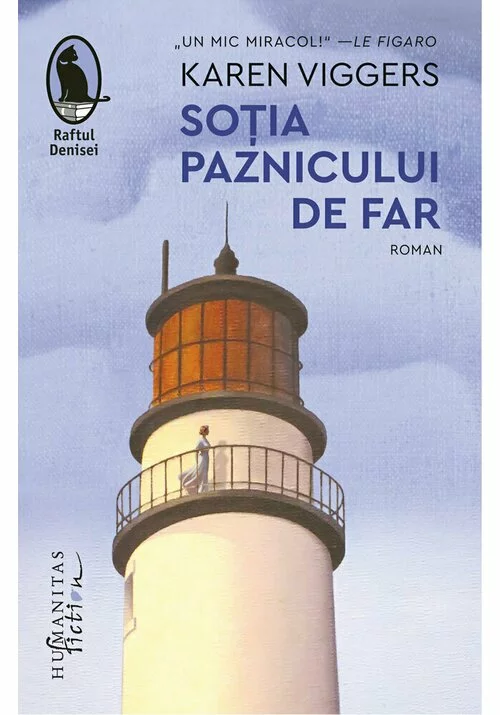 „UN MIC MIRACOL!“ —LE FIGARO
KAREN VIGGERS
SOȚIA
PAZNICULUI
DE FAR
ROMAN
Raftul
Denisei
HUMANITAS
fiction